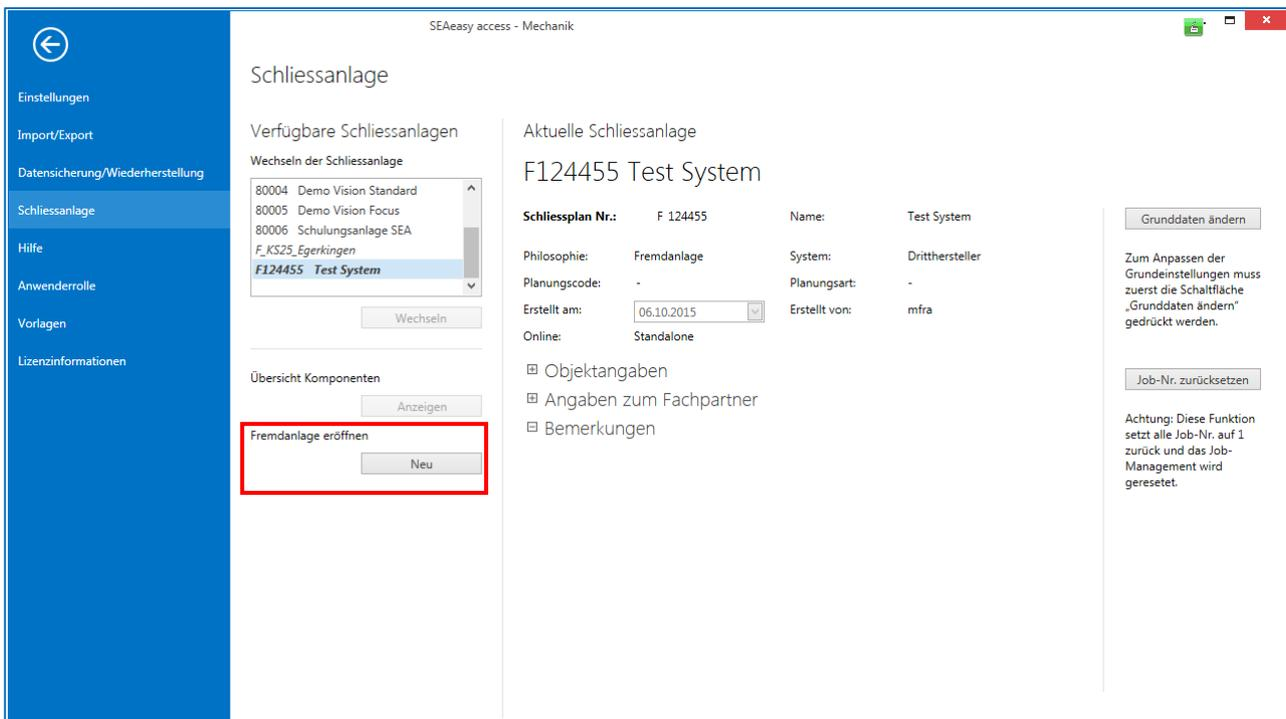 SEAeasy access - Mechanik
Einstellungen
Import/Export
Datensicherung/Wiederherstellung
Schliessanlage
Hilfe
Anwenderrolle
Vorlagen
Lizenzinformationen
Schliessanlage
Verfügbare Schliessanlagen
Wechseln der Schliessanlage
80004 Demo Vision Standard
80005 Demo Vision Focus
80006 Schulungsanlage SEA
F_KS25_Egerkingen
F124455 Test System
Wechseln
Übersicht Komponenten
Anzeigen
Fremdanlage eröffnen
Neu
Aktuelle Schliessanlage
F124455 Test System
Schliessplan Nr.: F 124455 Name: Test System
Philosophie: Fremdanlage System: Dritthersteller
Planungscode: - Planungsart: -
Erstellt am: 06.10.2015 Erstellt von: mfra
Online: Standalone
Objektangaben
Angaben zum Fachpartner
Bemerkungen
Grunddaten ändern
Zum Anpassen der
Grundeinstellungen muss
zuerst die Schaltfläche
„Grunddaten ändern"
gedrückt werden.
Job-Nr. zurücksetzen
Achtung: Diese Funktion
setzt alle Job-Nr. auf 1
zurück und das Job-
Management wird
geresetet.